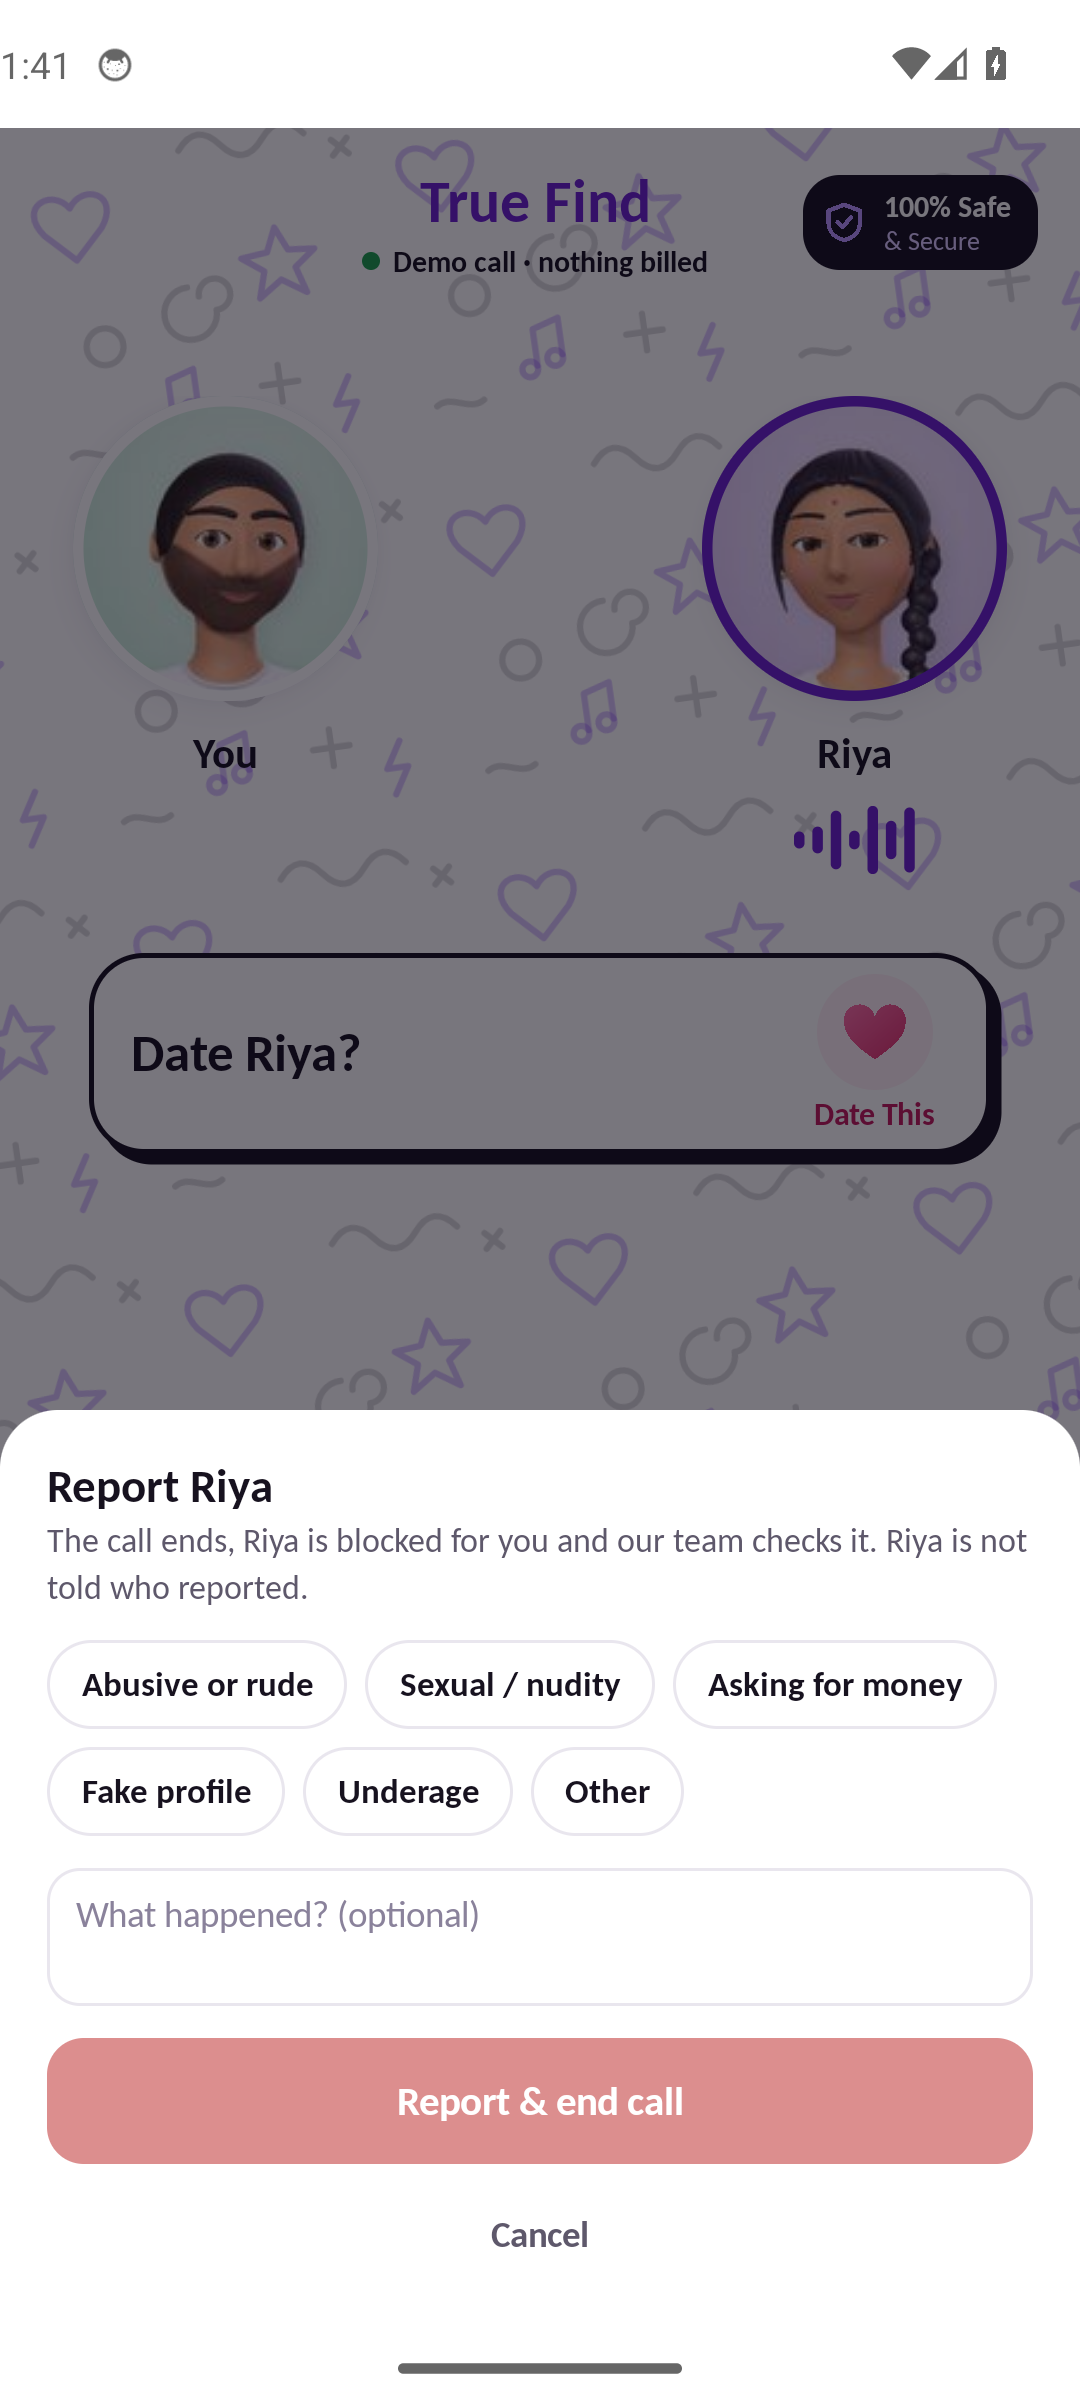 1:41
True Find
Demo call · nothing billed
100% Safe
& Secure
You
Riya
Date Riya?
Date This
Report Riya
The call ends, Riya is blocked for you and our team checks it. Riya is not
told who reported.
Abusive or rude
Sexual / nudity
Asking for money
Fake profile
Underage
Other
What happened? (optional)
Report & end call
Cancel